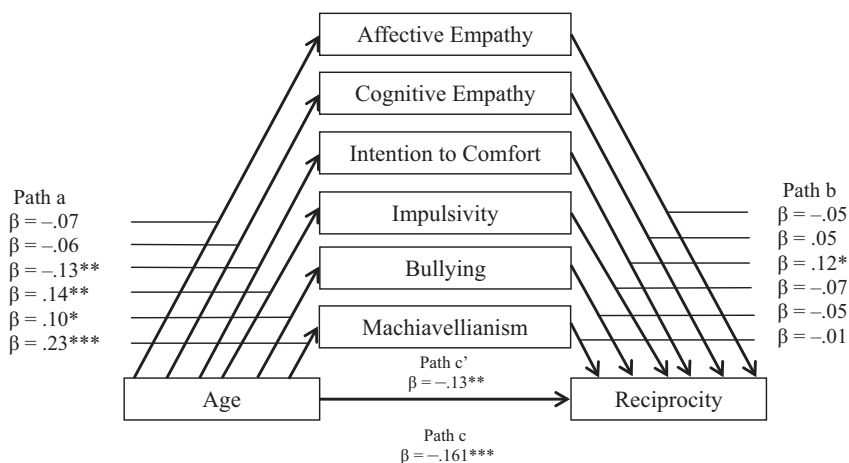 Affective Empathy
Cognitive Empathy
Intention to Comfort
Impulsivity
Bullying
Machiavellianism
Path a
β = –.07
β = –.06
β = –.13**
β = .14**
β = .10*
β = .23***
Path b
β = –.05
β = .05
β = .12*
β = –.07
β = –.05
β = –.01
Path c’
β = –.13**
Age
Reciprocity
Path c
β = –.161***